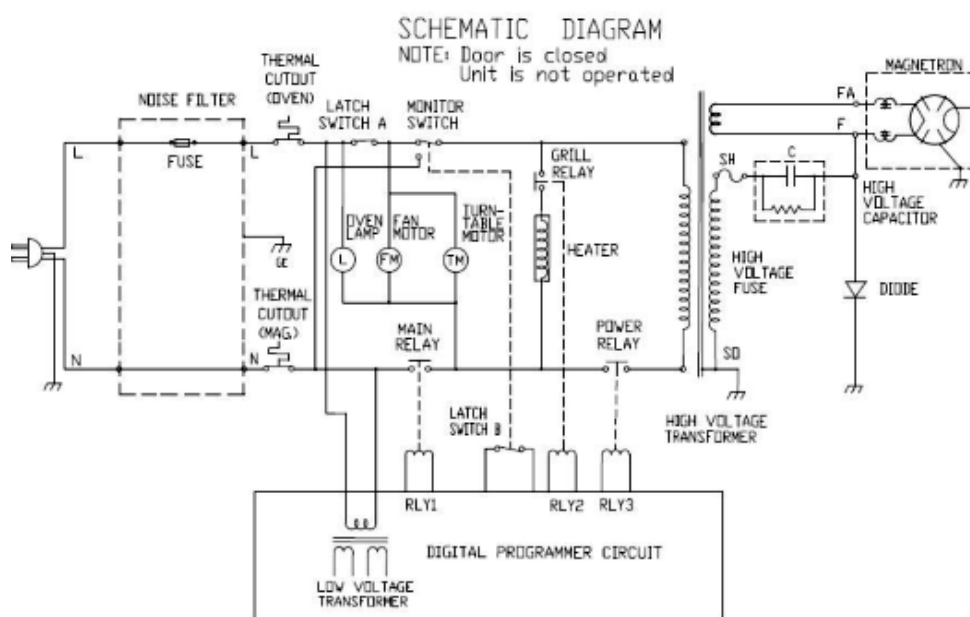 SCHEMATIC DIAGRAM
NOTE: Door is closed
Unit is not operated
MAGNETRON
THERMAL
CUTOUT
(OVEN)
NOISE FILTER
LATCH
SWITCH A
MONITOR
SWITCH
FA
F
L
FUSE
L
GRILL
RELAY
SH
C
HIGH
VOLTAGE
CAPACITOR
OVEN
LAMP
FAN
MOTOR
TURN-
TABLE
MOTOR
HEATER
L
FM
TM
GE
HIGH
VOLTAGE
FUSE
DIODE
THERMAL
CUTOUT
(MAG.)
MAIN
RELAY
POWER
RELAY
N
N
SO
LATCH
SWITCH B
HIGH VOLTAGE
TRANSFORMER
RLY1
RLY2
RLY3
DIGITAL PROGRAMMER CIRCUIT
LOW VOLTAGE
TRANSFORMER